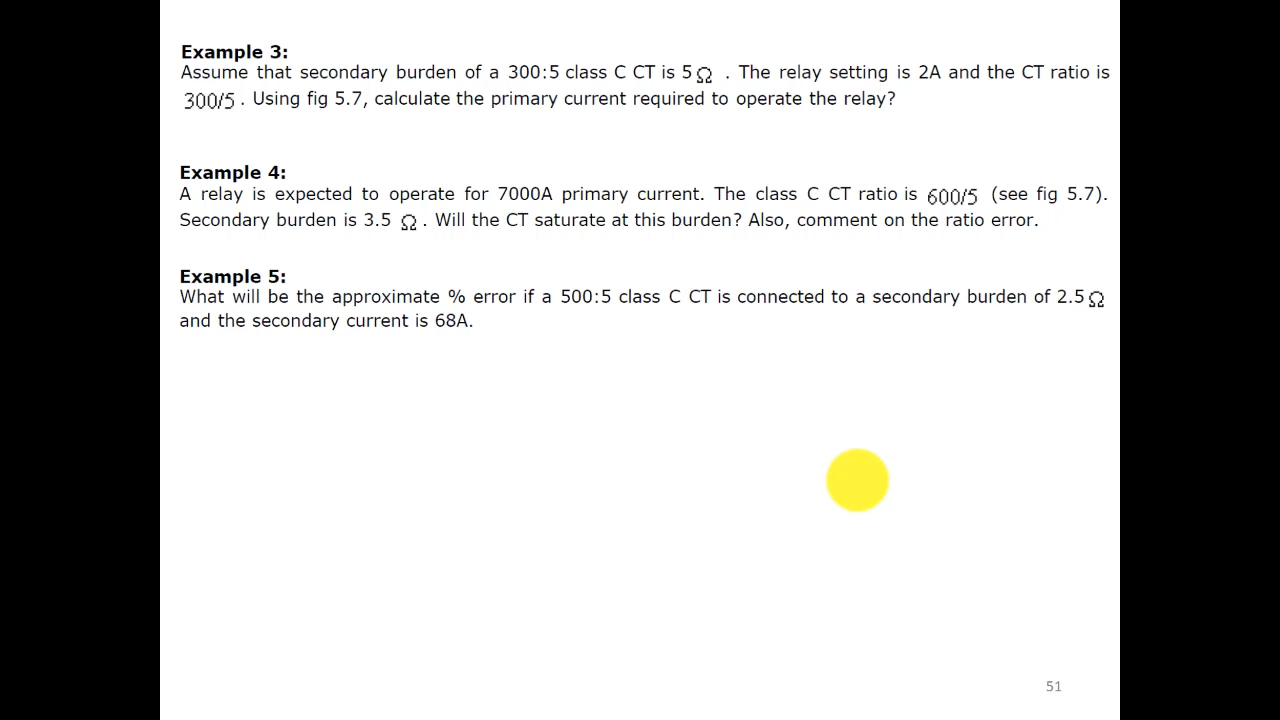 Example 3:
Assume that secondary burden of a 300:5 class C CT is 5 Ω . The relay setting is 2A and the CT ratio is
300/5 . Using fig 5.7, calculate the primary current required to operate the relay?
Example 4:
A relay is expected to operate for 7000A primary current. The class C CT ratio is 600/5 (see fig 5.7).
Secondary burden is 3.5 Ω . Will the CT saturate at this burden? Also, comment on the ratio error.
Example 5:
What will be the approximate % error if a 500:5 class C CT is connected to a secondary burden of 2.5 Ω
and the secondary current is 68A.
51